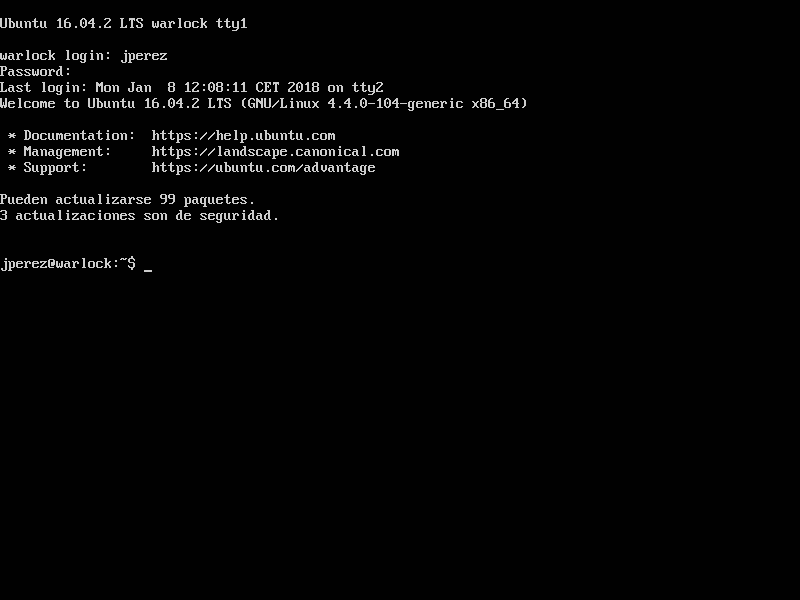 Ubuntu 16.04.2 LTS warlock tty1
warlock login: jperez
Password:
Last login: Mon Jan  8 12:08:11 CET 2018 on tty2
Welcome to Ubuntu 16.04.2 LTS (GNU/Linux 4.4.0-104-generic x86_64)
* Documentation:  https://help.ubuntu.com
* Management:     https://landscape.canonical.com
* Support:        https://ubuntu.com/advantage
Pueden actualizarse 99 paquetes.
3 actualizaciones son de seguridad.
jperez@warlock:~$ _